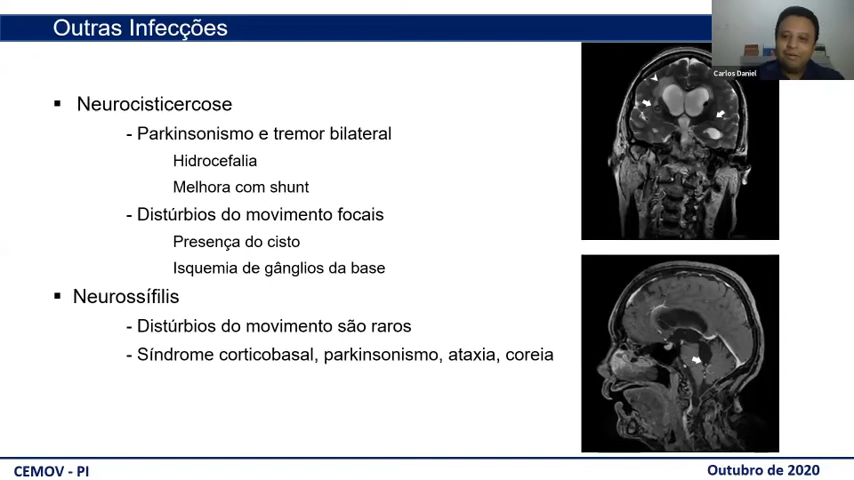 Outras Infecções
Carlos Daniel
▪ Neurocisticercose
- Parkinsonismo e tremor bilateral
Hidrocefalia
Melhora com shunt
- Distúrbios do movimento focais
Presença do cisto
Isquemia de gânglios da base
▪ Neurossífilis
- Distúrbios do movimento são raros
- Síndrome corticobasal, parkinsonismo, ataxia, coreia
CEMOV - PI
Outubro de 2020